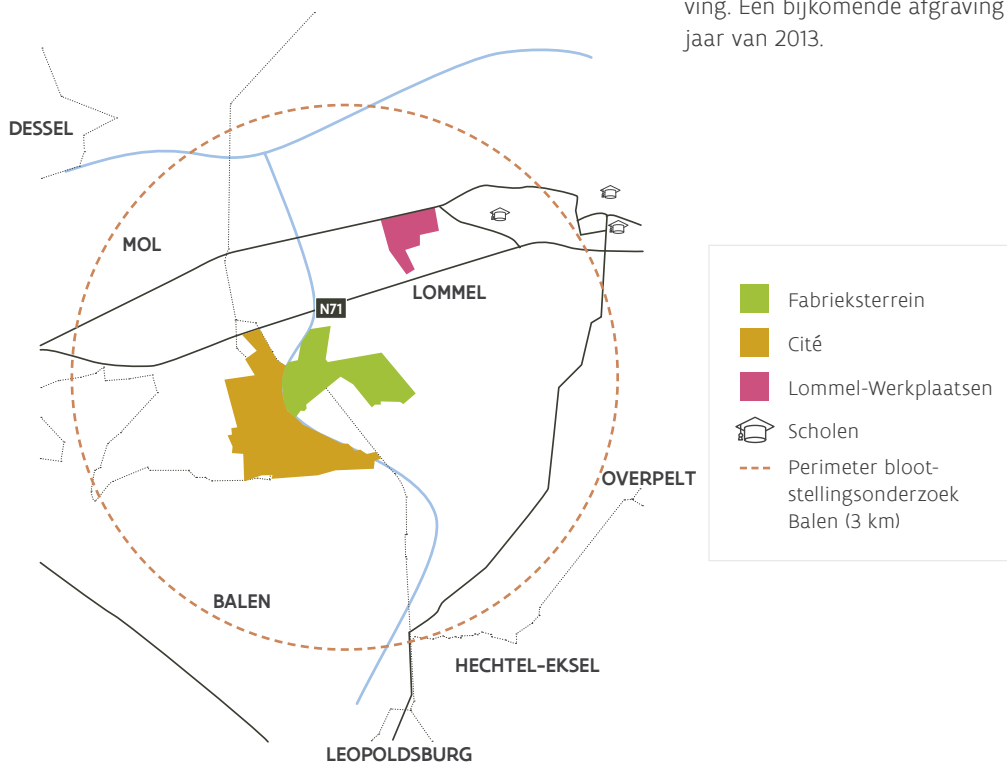 ving. Een bijkomende afgraving
jaar van 2013.
DESSEL
MOL
LOMMEL
N71
OVERPELT
BALEN
HECHTEL-EKSEL
LEOPOLDSBURG
Fabrieksterrein
Cité
Lommel-Werkplaatsen
Scholen
Perimeter bloot-
stellingsonderzoek
Balen (3 km)